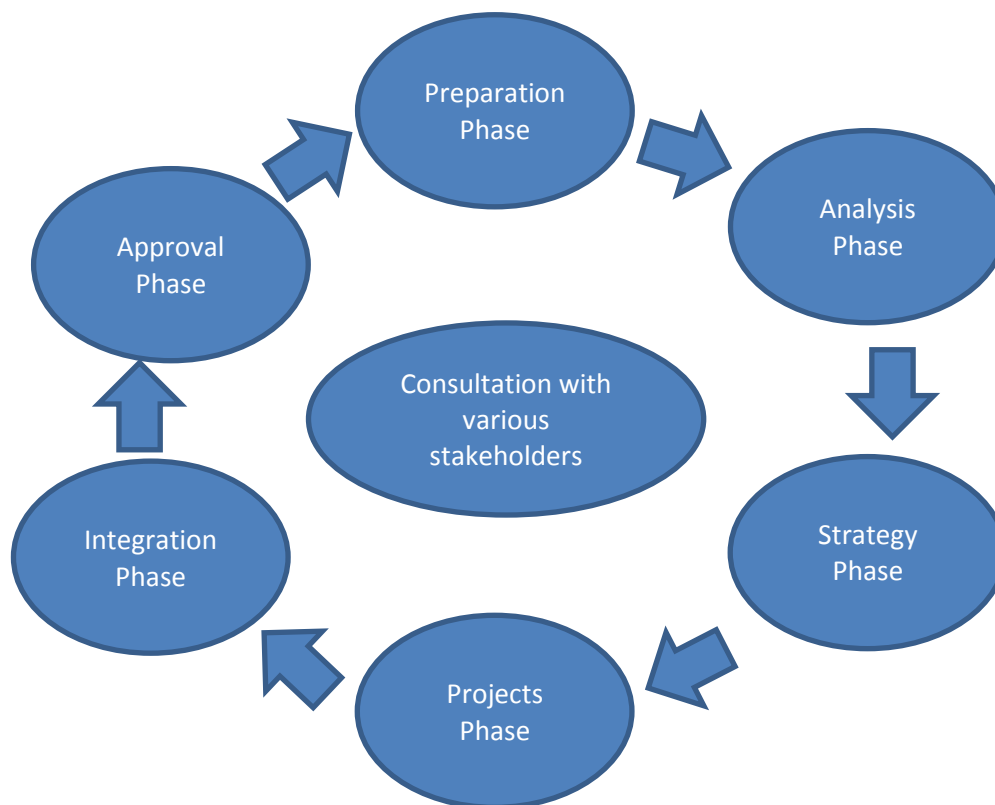 Preparation
Phase
Analysis
Phase
Approval
Phase
Consultation with
various
stakeholders
Strategy
Phase
Integration
Phase
Projects
Phase